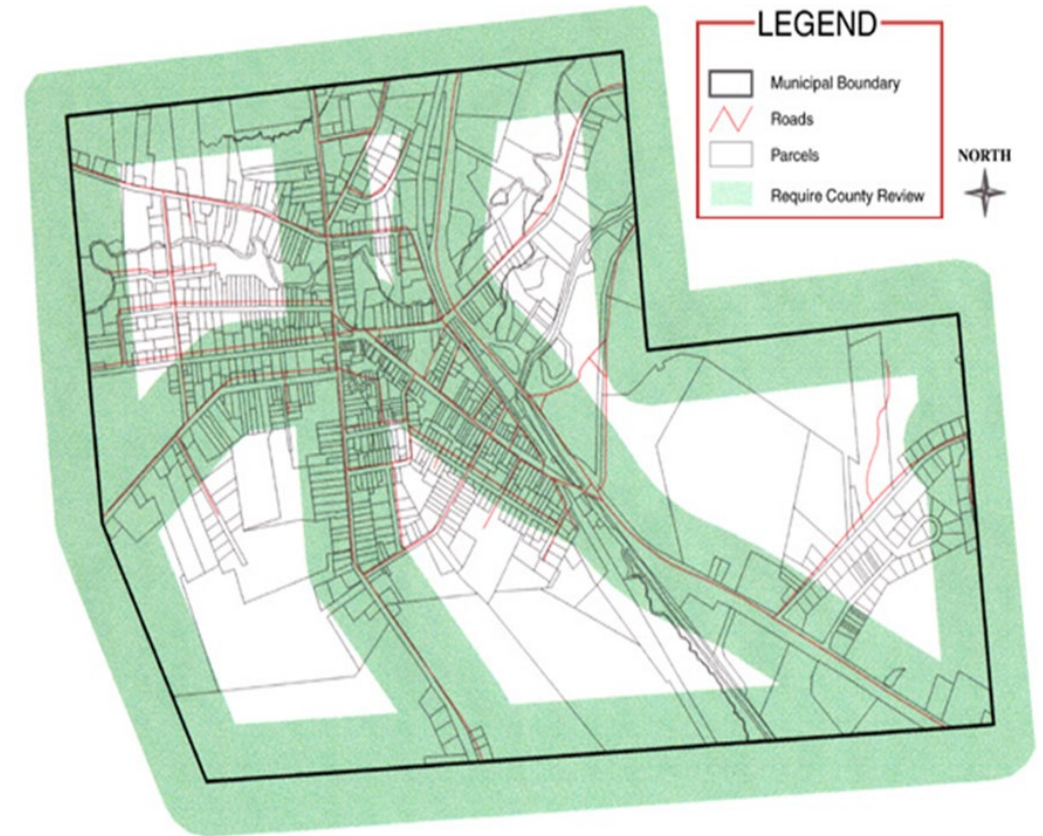 LEGEND
Municipal Boundary
Roads
Parcels
Require County Review
NORTH